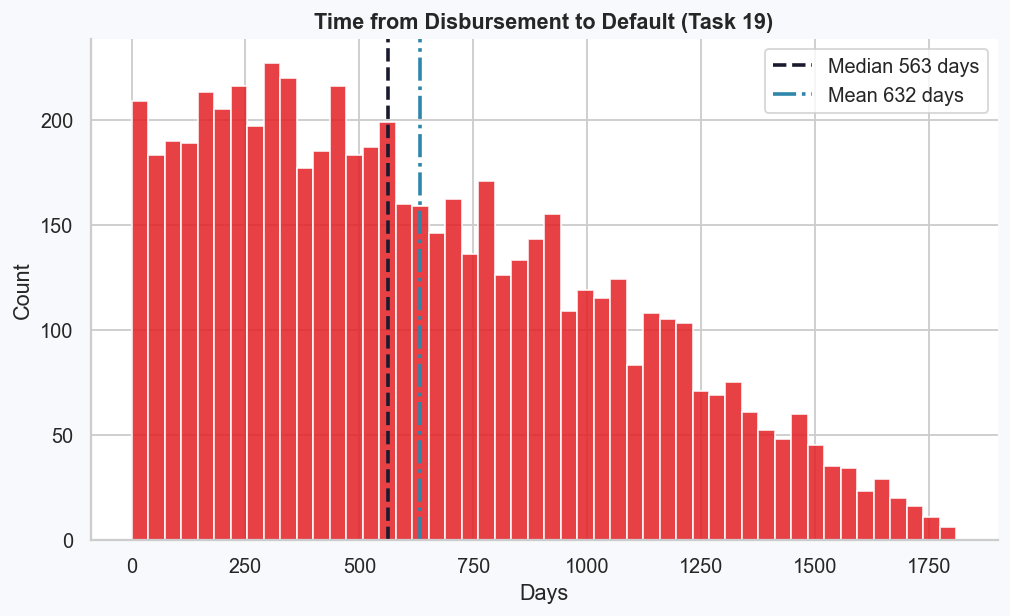 Time from Disbursement to Default (Task 19)
Median 563 days
Mean 632 days
Count
200
150
100
50
0
0 250 500 750 1000 1250 1500 1750
Days